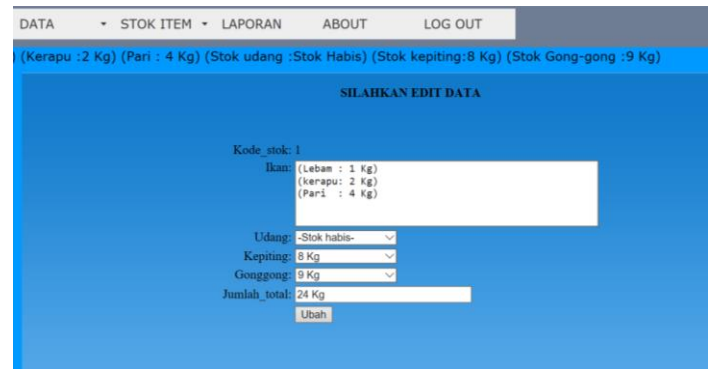 DATA STOK ITEM LAPORAN ABOUT LOG OUT
) (Kerapu :2 Kg) (Pari : 4 Kg) (Stok udang :Stok Habis) (Stok kepiting:8 Kg) (Stok Gong-gong :9 Kg)
SILAHKAN EDIT DATA
Kode_stok: 1
Ikan: (Lebam : 1 Kg)
(kerapu: 2 Kg)
(Pari : 4 Kg)
Udang: -Stok habis-
Kepiting: 8 Kg
Gonggong: 9 Kg
Jumlah_total: 24 Kg
Ubah